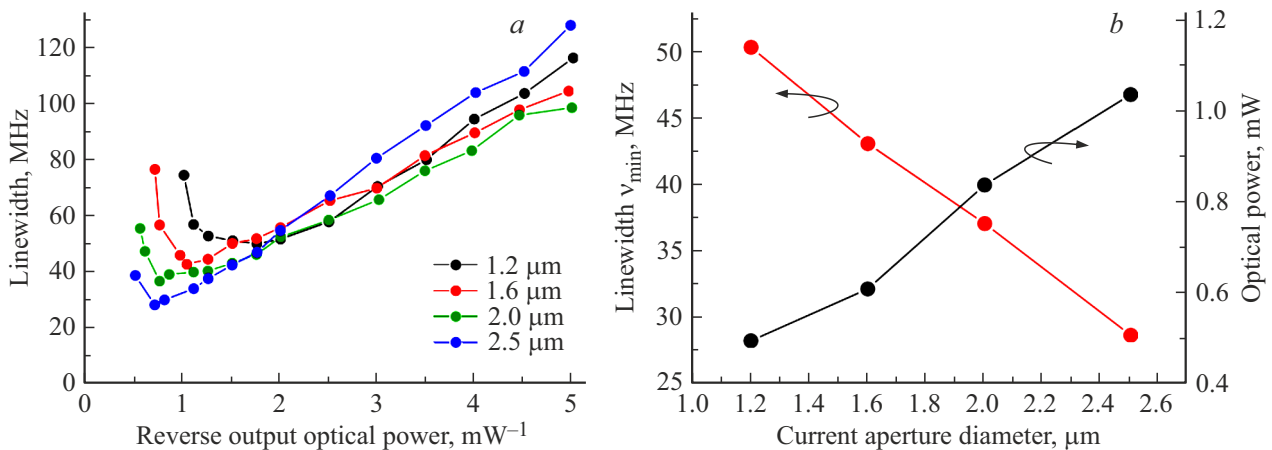 a
Linewidth, MHz
120
100
80
60
40
20
0
0 1 2 3 4 5
Reverse output optical power, mW⁻¹
1.2 μm
1.6 μm
2.0 μm
2.5 μm
b
Linewidth ν_min, MHz
50
45
40
35
30
25
1.0 1.2 1.4 1.6 1.8 2.0 2.2 2.4 2.6
Current aperture diameter, μm
1.2
1.0
0.8
0.6
0.4
Optical power, mW